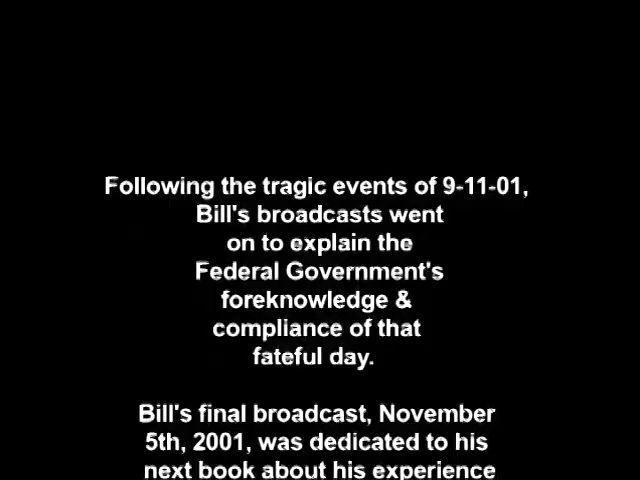 Following the tragic events of 9-11-01,
Bill's broadcasts went
on to explain the
Federal Government's
foreknowledge &
compliance of that
fateful day.
Bill's final broadcast, November
5th, 2001, was dedicated to his
next book about his experience